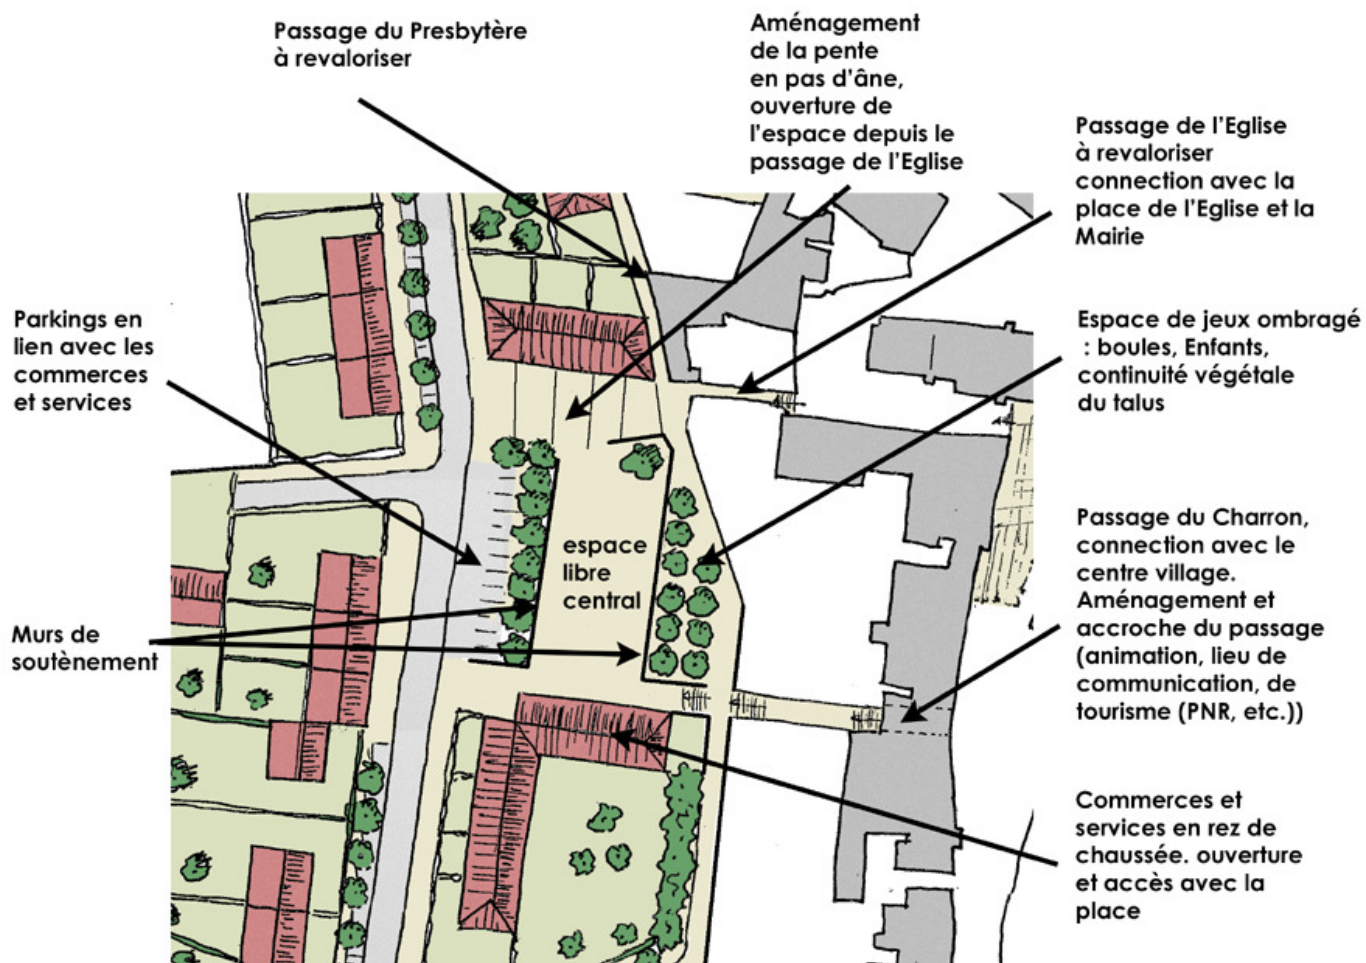 Passage du Presbytère
à revaloriser
Aménagement
de la pente
en pas d'âne,
ouverture de
l'espace depuis le
passage de l'Eglise
Passage de l'Eglise
à revaloriser
connection avec la
place de l'Eglise et la
Mairie
Parkings en
lien avec les
commerces
et services
Espace de jeux ombragé
: boules, Enfants,
continuité végétale
du talus
espace
libre
central
Passage du Charron,
connection avec le
centre village.
Aménagement et
accroche du passage
(animation, lieu de
communication, de
tourisme (PNR, etc.))
Murs de
soutènement
Commerces et
services en rez de
chaussée. ouverture
et accès avec la
place